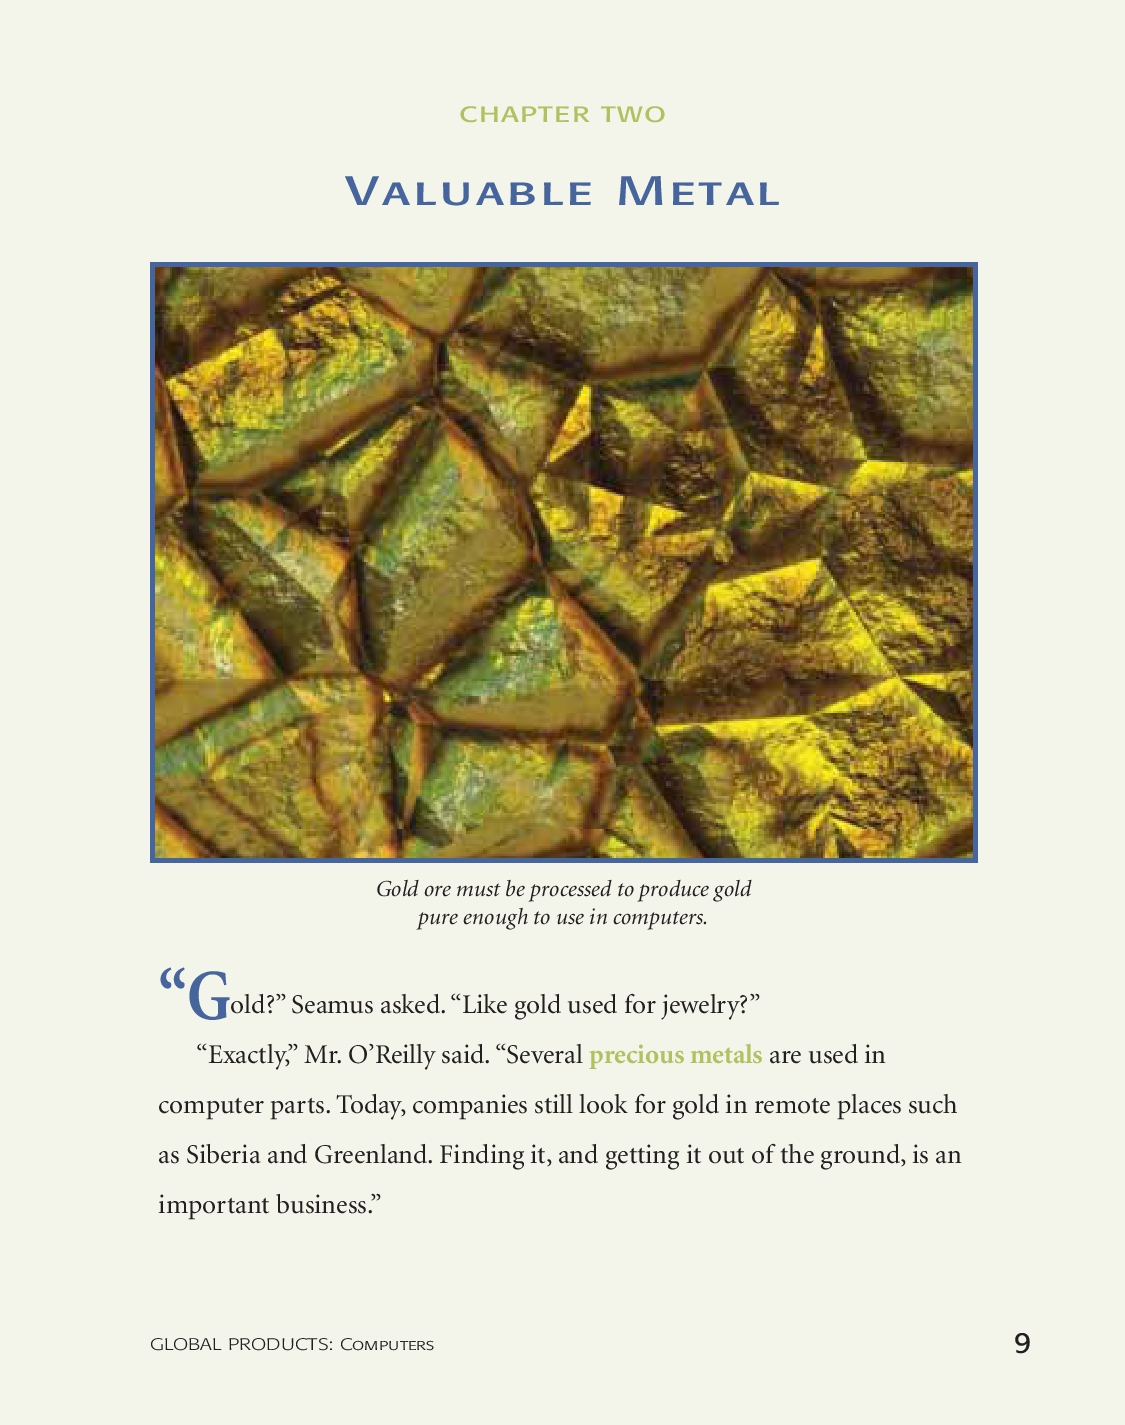 CHAPTER TWO
VALUABLE METAL
Gold ore must be processed to produce gold
pure enough to use in computers.
“Gold?” Seamus asked. “Like gold used for jewelry?”
“Exactly,” Mr. O’Reilly said. “Several precious metals are used in
computer parts. Today, companies still look for gold in remote places such
as Siberia and Greenland. Finding it, and getting it out of the ground, is an
important business.”
GLOBAL PRODUCTS: COMPUTERS
9